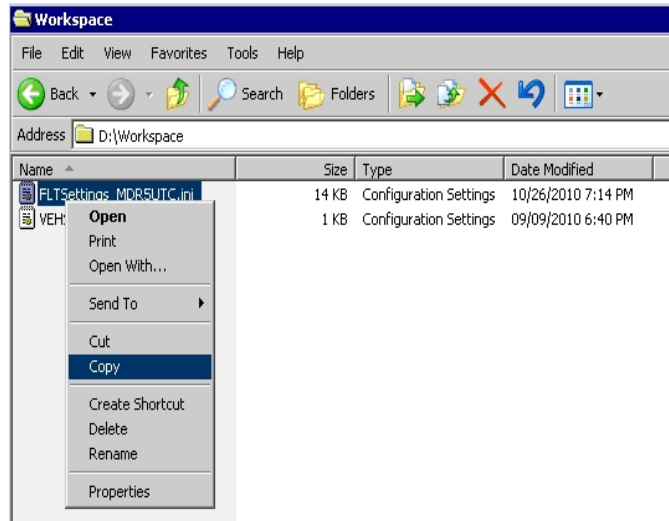 Workspace
File Edit View Favorites Tools Help
Back Search Folders
Address D:\Workspace
Name Size Type Date Modified
FLTSettings_MDR5UTC.ini 14 KB Configuration Settings 10/26/2010 7:14 PM
VEH 1 KB Configuration Settings 09/09/2010 6:40 PM
Open
Print
Open With...
Send To
Cut
Copy
Create Shortcut
Delete
Rename
Properties